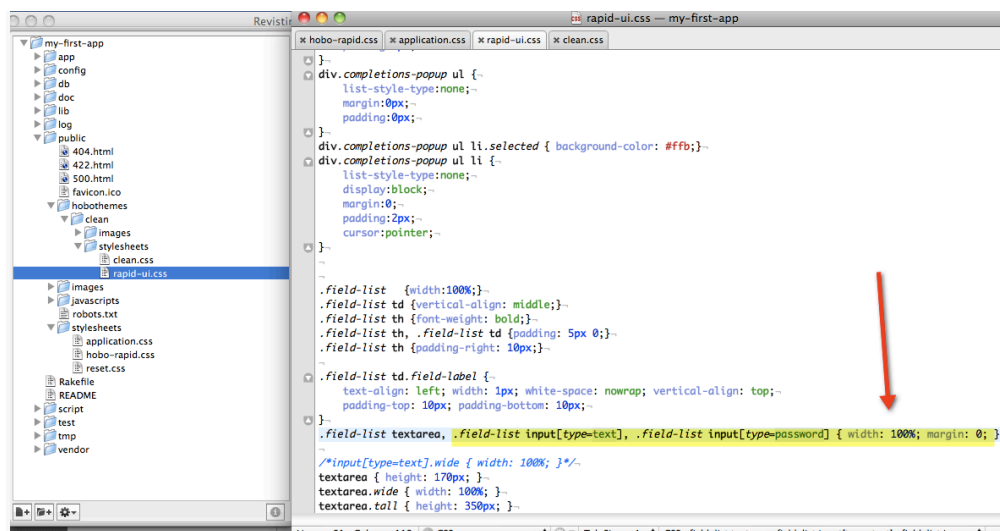 Revistin
rapid-ui.css — my-first-app
hobo-rapid.css
application.css
rapid-ui.css
clean.css
my-first-app
app
config
db
doc
lib
log
public
404.html
422.html
500.html
favicon.ico
hobothemes
clean
images
stylesheets
clean.css
rapid-ui.css
images
javascripts
robots.txt
stylesheets
application.css
hobo-rapid.css
reset.css
Rakefile
README
script
test
tmp
vendor
}¬
div.completions-popup ul {¬
list-style-type:none;¬
margin:0px;¬
padding:0px;¬
}¬
div.completions-popup ul li.selected { background-color: #ffb;}¬
div.completions-popup ul li {¬
list-style-type:none;¬
display:block;¬
margin:0;¬
padding:2px;¬
cursor:pointer;¬
}¬
¬
¬
.field-list   {width:100%;}¬
.field-list td {vertical-align: middle;}¬
.field-list th {font-weight: bold;}¬
.field-list th, .field-list td {padding: 5px 0;}¬
.field-list th {padding-right: 10px;}¬
¬
.field-list td.field-label {¬
text-align: left; width: 1px; white-space: nowrap; vertical-align: top;¬
padding-top: 10px; padding-bottom: 10px;¬
}¬
.field-list textarea, .field-list input[type=text], .field-list input[type=password] { width: 100%; margin: 0; }
¬
/*input[type=text].wide { width: 100%; }*/¬
textarea { height: 170px; }¬
textarea.wide { width: 100%; }¬
textarea.tall { height: 350px; }¬